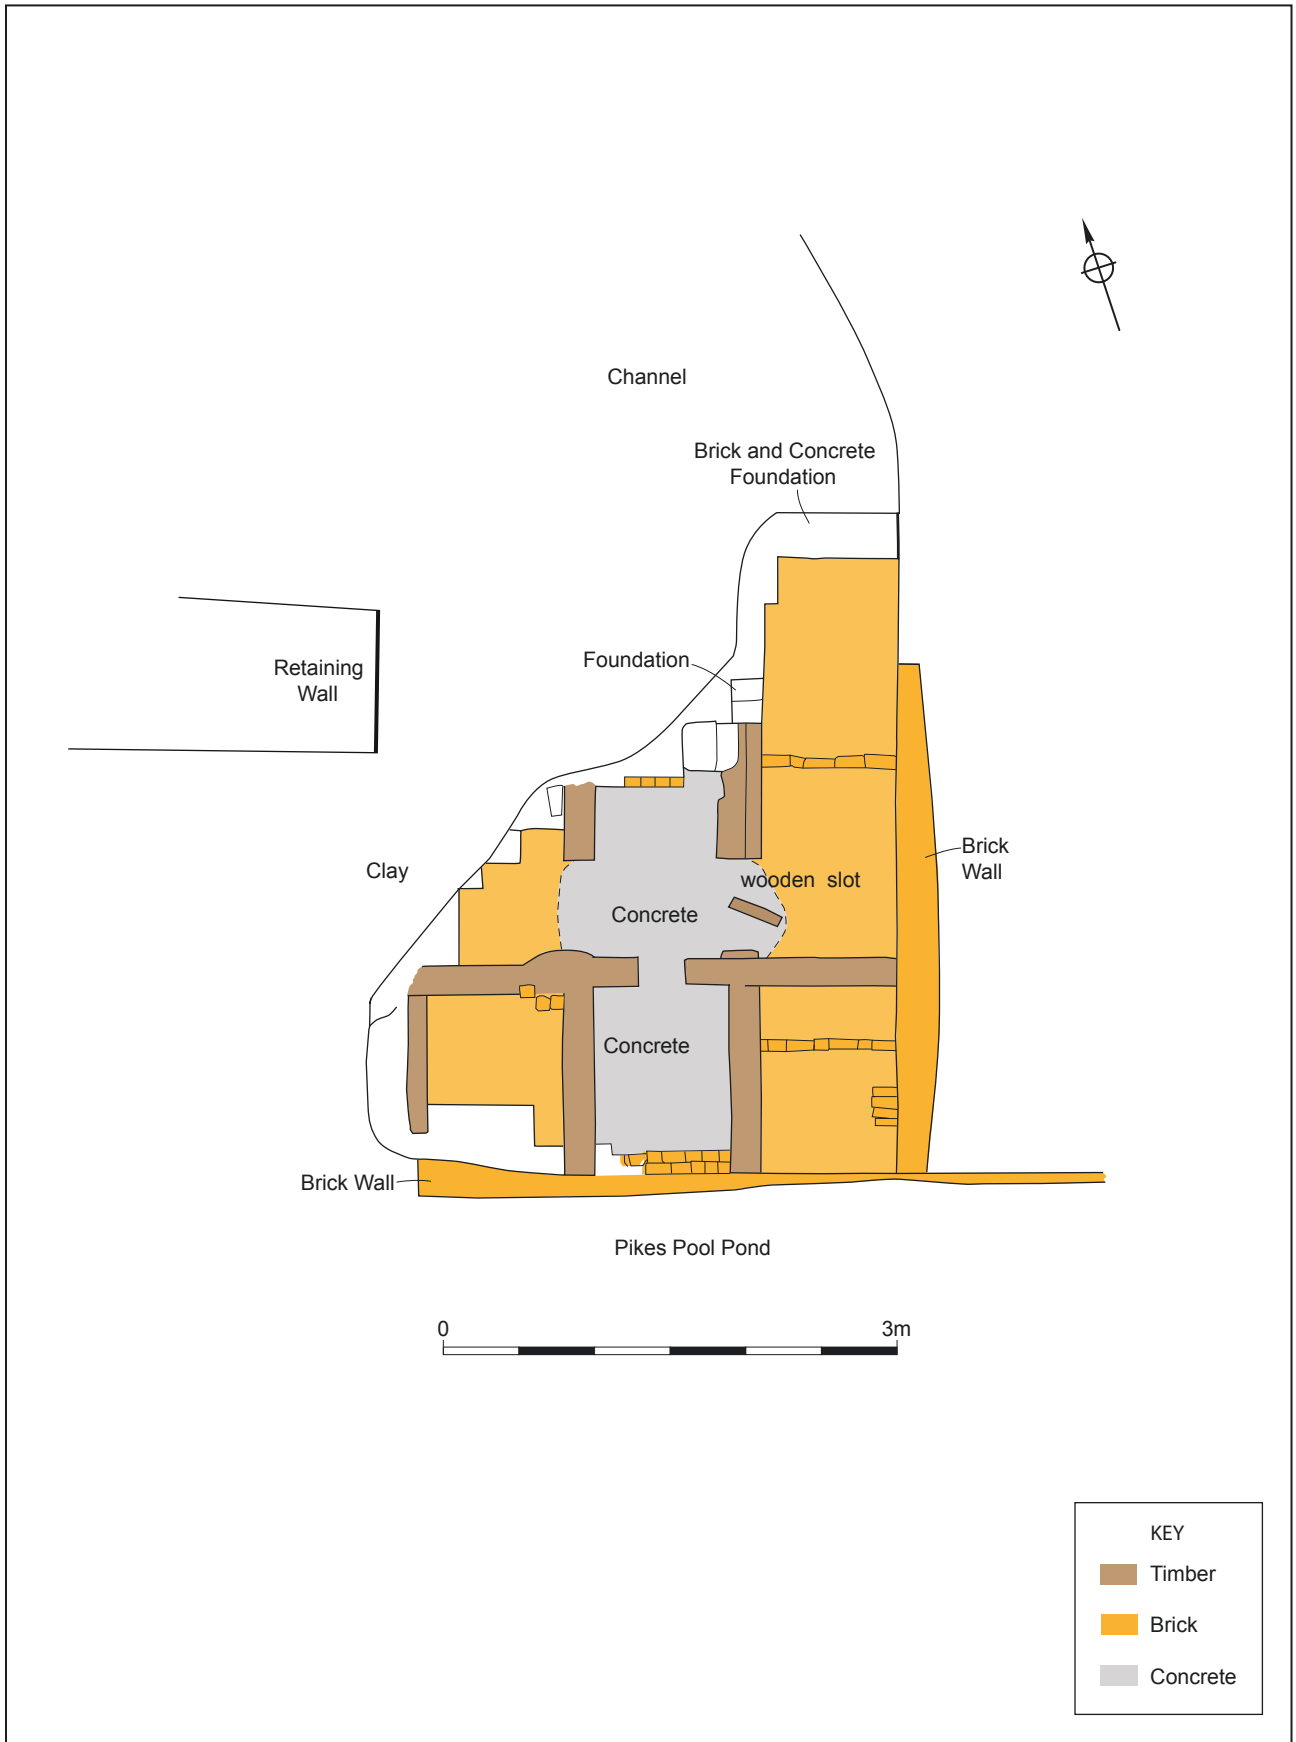 Channel
Brick and Concrete
Foundation
Foundation
Retaining
Wall
Brick
Wall
Clay
wooden slot
Concrete
Concrete
Brick Wall
Pikes Pool Pond
0 3m
KEY
Timber
Brick
Concrete